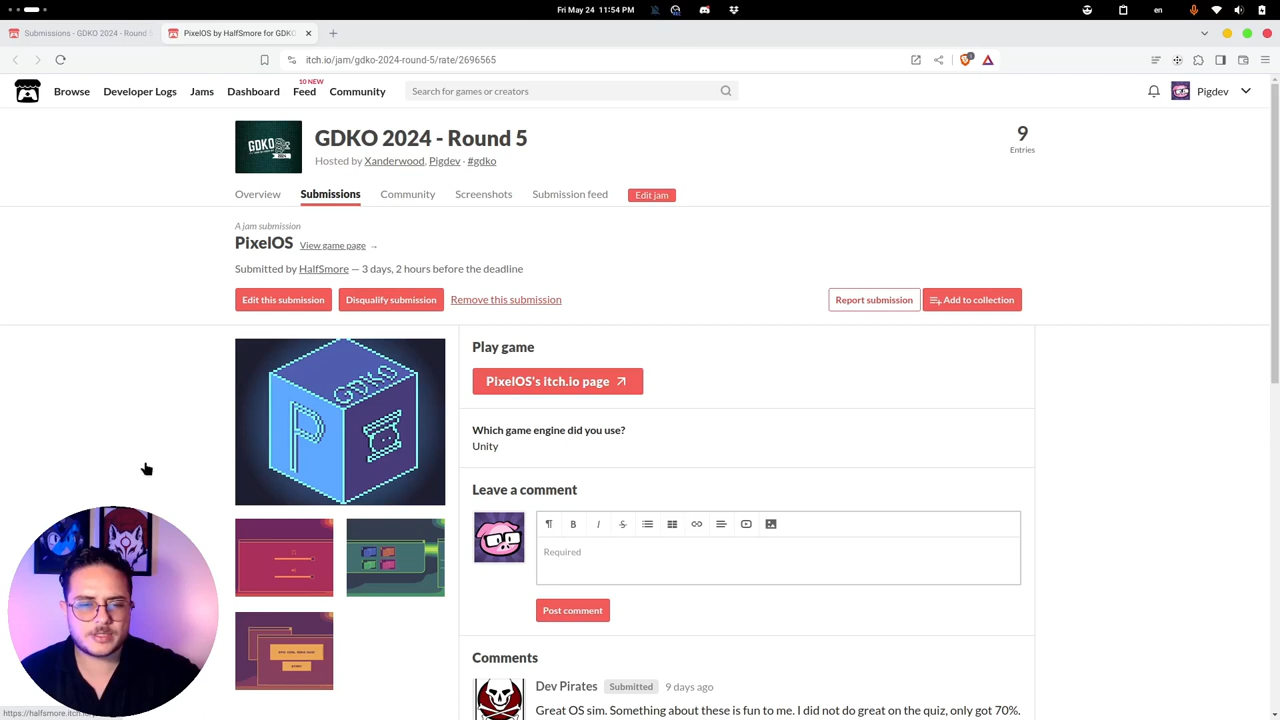 Fri May 24 11:54 PM
en
Submissions - GDKO 2024 - Round 5
PixelOS by HalfSmore for GDKO
itch.io/jam/gdko-2024-round-5/rate/2696565
10 NEW
Browse Developer Logs Jams Dashboard Feed Community
Search for games or creators
Pigdev
GDKO
GDKO 2024 - Round 5
Hosted by Xanderwood, Pigdev · #gdko
9
Entries
Overview Submissions Community Screenshots Submission feed Edit jam
A jam submission
PixelOS View game page →
Submitted by HalfSmore — 3 days, 2 hours before the deadline
Edit this submission Disqualify submission Remove this submission Report submission Add to collection
GDKO
P
Play game
PixelOS's itch.io page
Which game engine did you use?
Unity
Leave a comment
Required
Post comment
Comments
Dev Pirates Submitted 9 days ago
Great OS sim. Something about these is fun to me. I did not do great on the quiz, only got 70%.